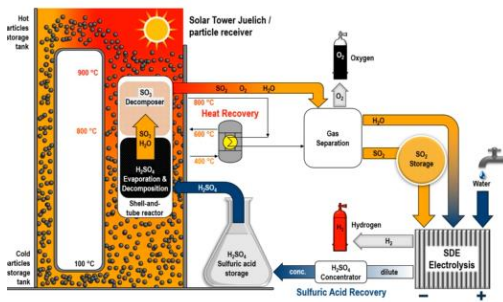 Hot
articles
storage
tank
Solar Tower Juelich /
particle receiver
900 °C
800 °C
100 °C
Cold
articles
storage
tank
SO₃
Decomposer
SO₃
H₂O
H₂SO₄
Evaporation &
Decomposition
Shell-and-
tube reactor
SO₂ O₂ H₂O
800 °C
Heat Recovery
600 °C
400 °C
H₂SO₄
O₂
Oxygen
O₂
Gas
Separation
H₂O
SO₂
SO₂
Storage
Water
H₂
Hydrogen
H₂
SDE
Electrolysis
− +
H₂SO₄
Sulfuric acid
storage
conc.
H₂SO₄
Concentrator
dilute
Sulfuric Acid Recovery